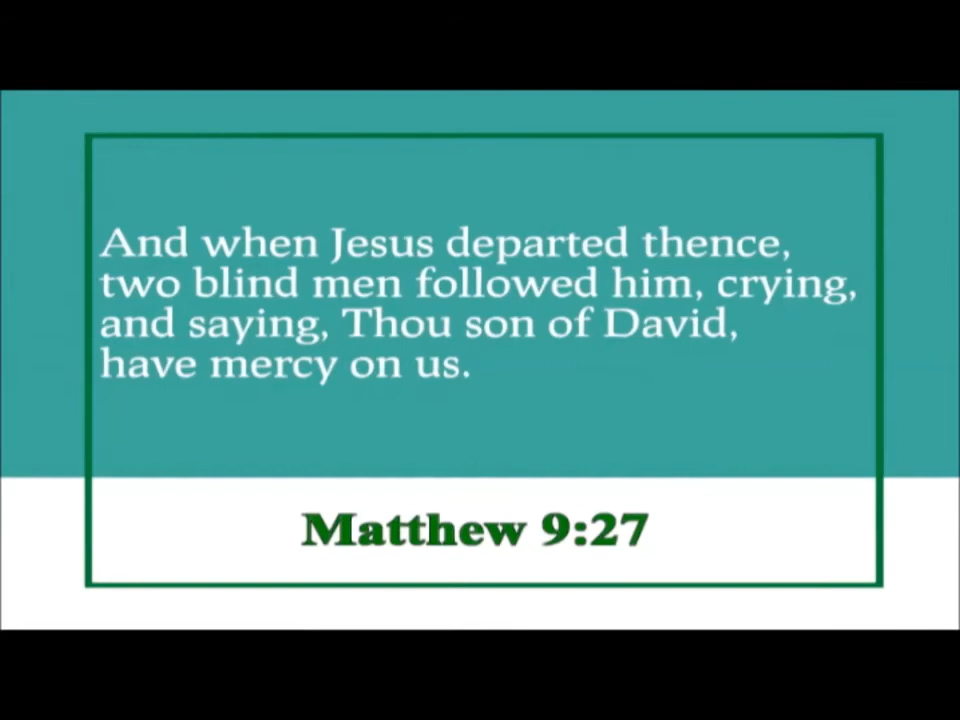 And when Jesus departed thence,
two blind men followed him, crying,
and saying, Thou son of David,
have mercy on us.
Matthew 9:27